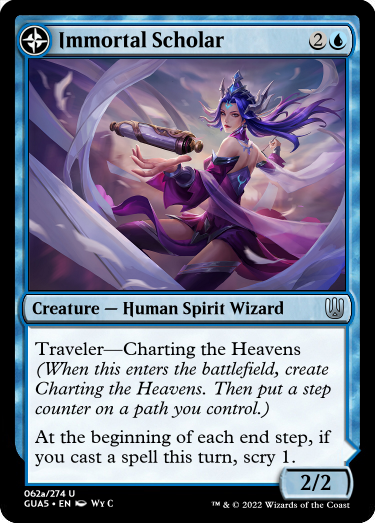 Immortal Scholar 2
Creature — Human Spirit Wizard
Traveler—Charting the Heavens
(When this enters the battlefield, create
Charting the Heavens. Then put a step
counter on a path you control.)
At the beginning of each end step, if
you cast a spell this turn, scry 1.
2/2
062a/274 U
GUA5 • EN Wy C
™ & © 2022 Wizards of the Coast